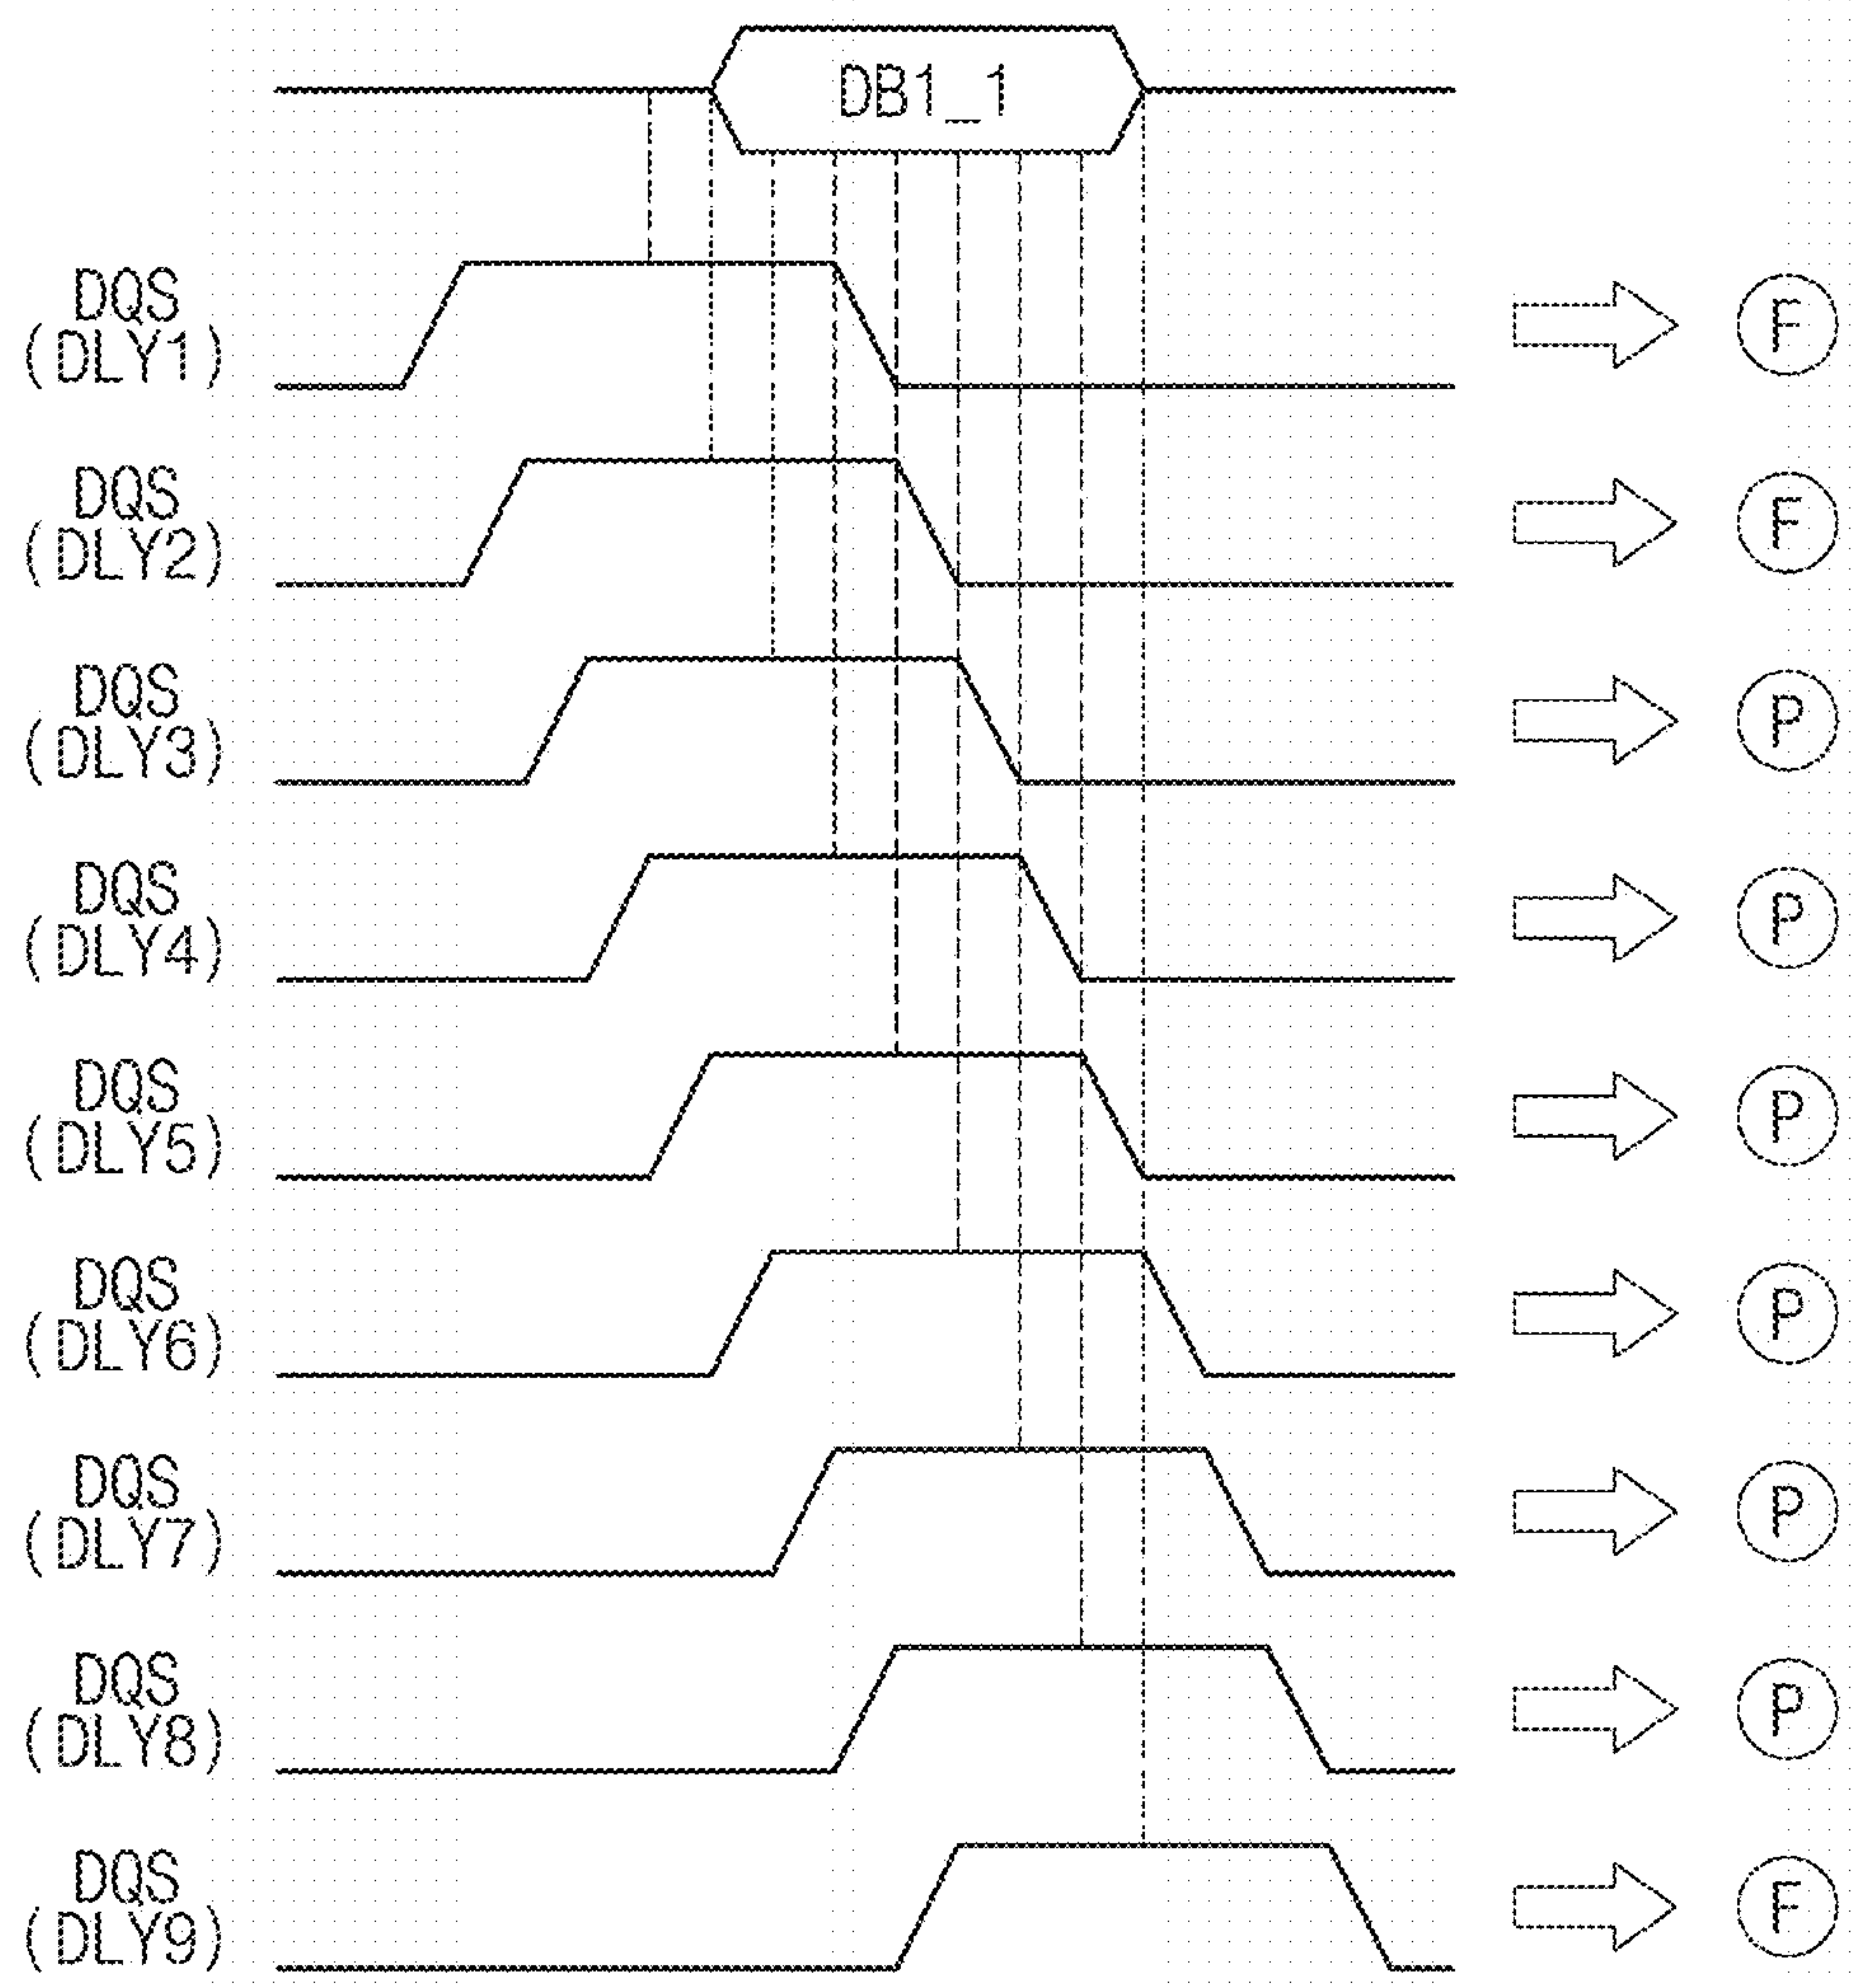 DB1_1
DQS
(DLY1)
F
DQS
(DLY2)
F
DQS
(DLY3)
P
DQS
(DLY4)
P
DQS
(DLY5)
P
DQS
(DLY6)
P
DQS
(DLY7)
P
DQS
(DLY8)
P
DQS
(DLY9)
F